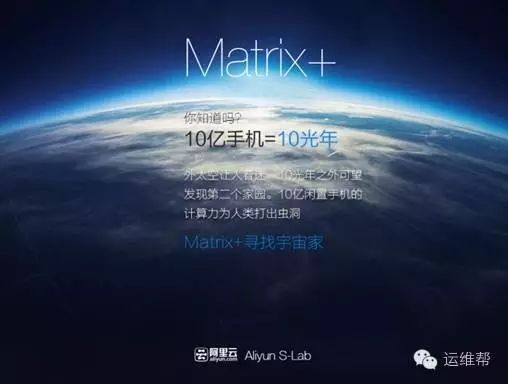 Matrix+
你知道吗?
10亿手机=10光年
外太空让人着迷，10光年之外可望
发现第二个家园。10亿闲置手机的
计算力为人类打出虫洞
Matrix+寻找宇宙家
阿里云 Aliyun S-Lab
aliyun.com
运维帮